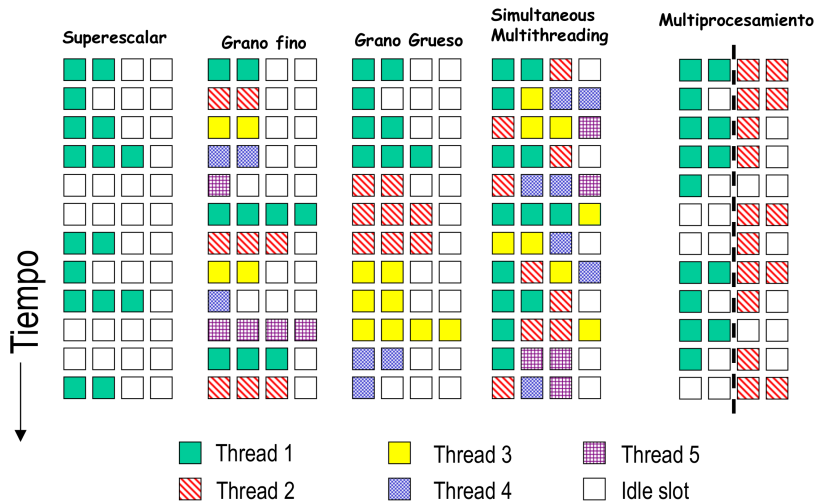 Superescalar
Grano fino
Grano Grueso
Simultaneous
Multithreading
Multiprocesamiento
Tiempo
Thread 1
Thread 3
Thread 5
Thread 2
Thread 4
Idle slot